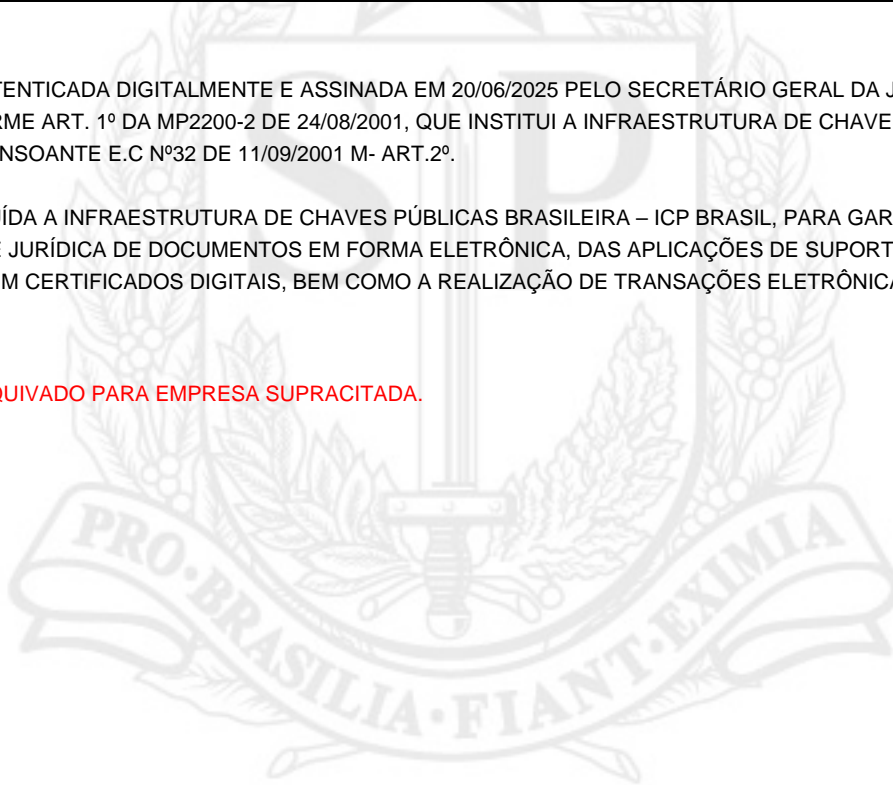 TENTICADA DIGITALMENTE E ASSINADA EM 20/06/2025 PELO SECRETÁRIO GERAL DA J
RME ART. 1º DA MP2200-2 DE 24/08/2001, QUE INSTITUI A INFRAESTRUTURA DE CHAVE
NSOANTE E.C Nº32 DE 11/09/2001 M- ART.2º.
ÍDA A INFRAESTRUTURA DE CHAVES PÚBLICAS BRASILEIRA – ICP BRASIL, PARA GAR
E JURÍDICA DE DOCUMENTOS EM FORMA ELETRÔNICA, DAS APLICAÇÕES DE SUPORT
M CERTIFICADOS DIGITAIS, BEM COMO A REALIZAÇÃO DE TRANSAÇÕES ELETRÔNICA
QUIVADO PARA EMPRESA SUPRACITADA.
SP
PRO·BRASILIA·FIANT·EXIMIA